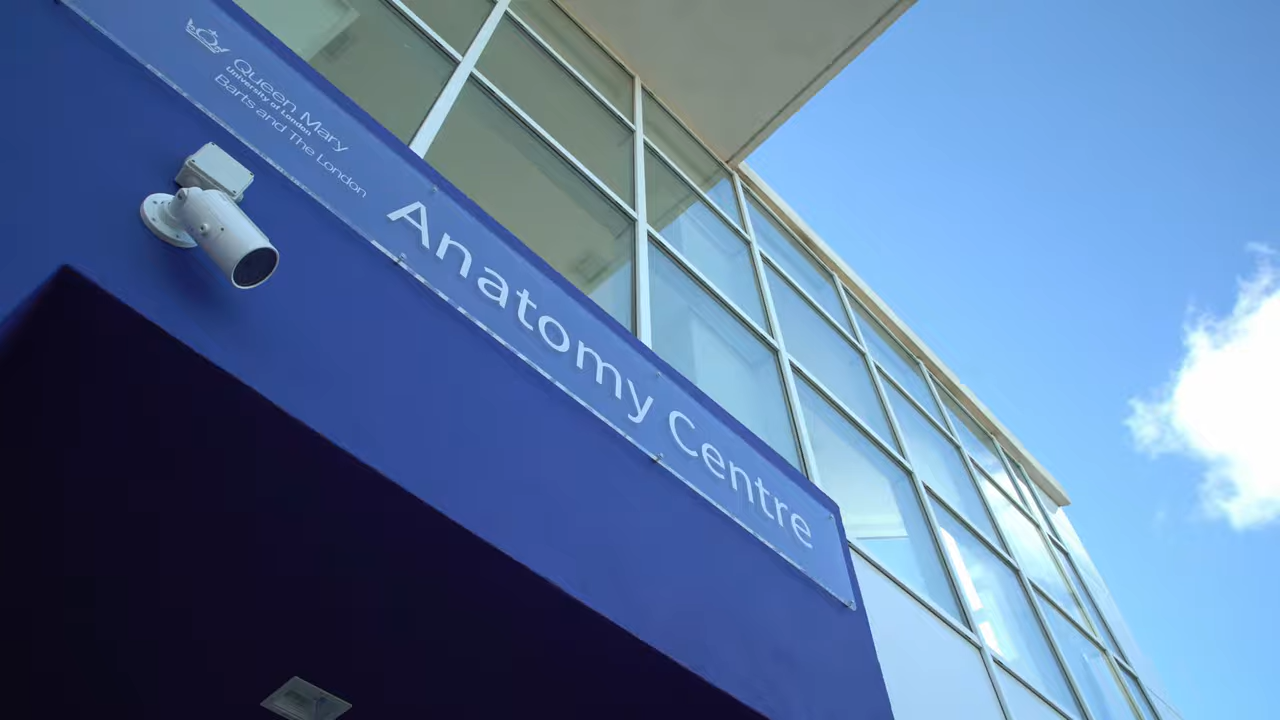 Queen Mary
University of London
Barts and The London
Anatomy Centre